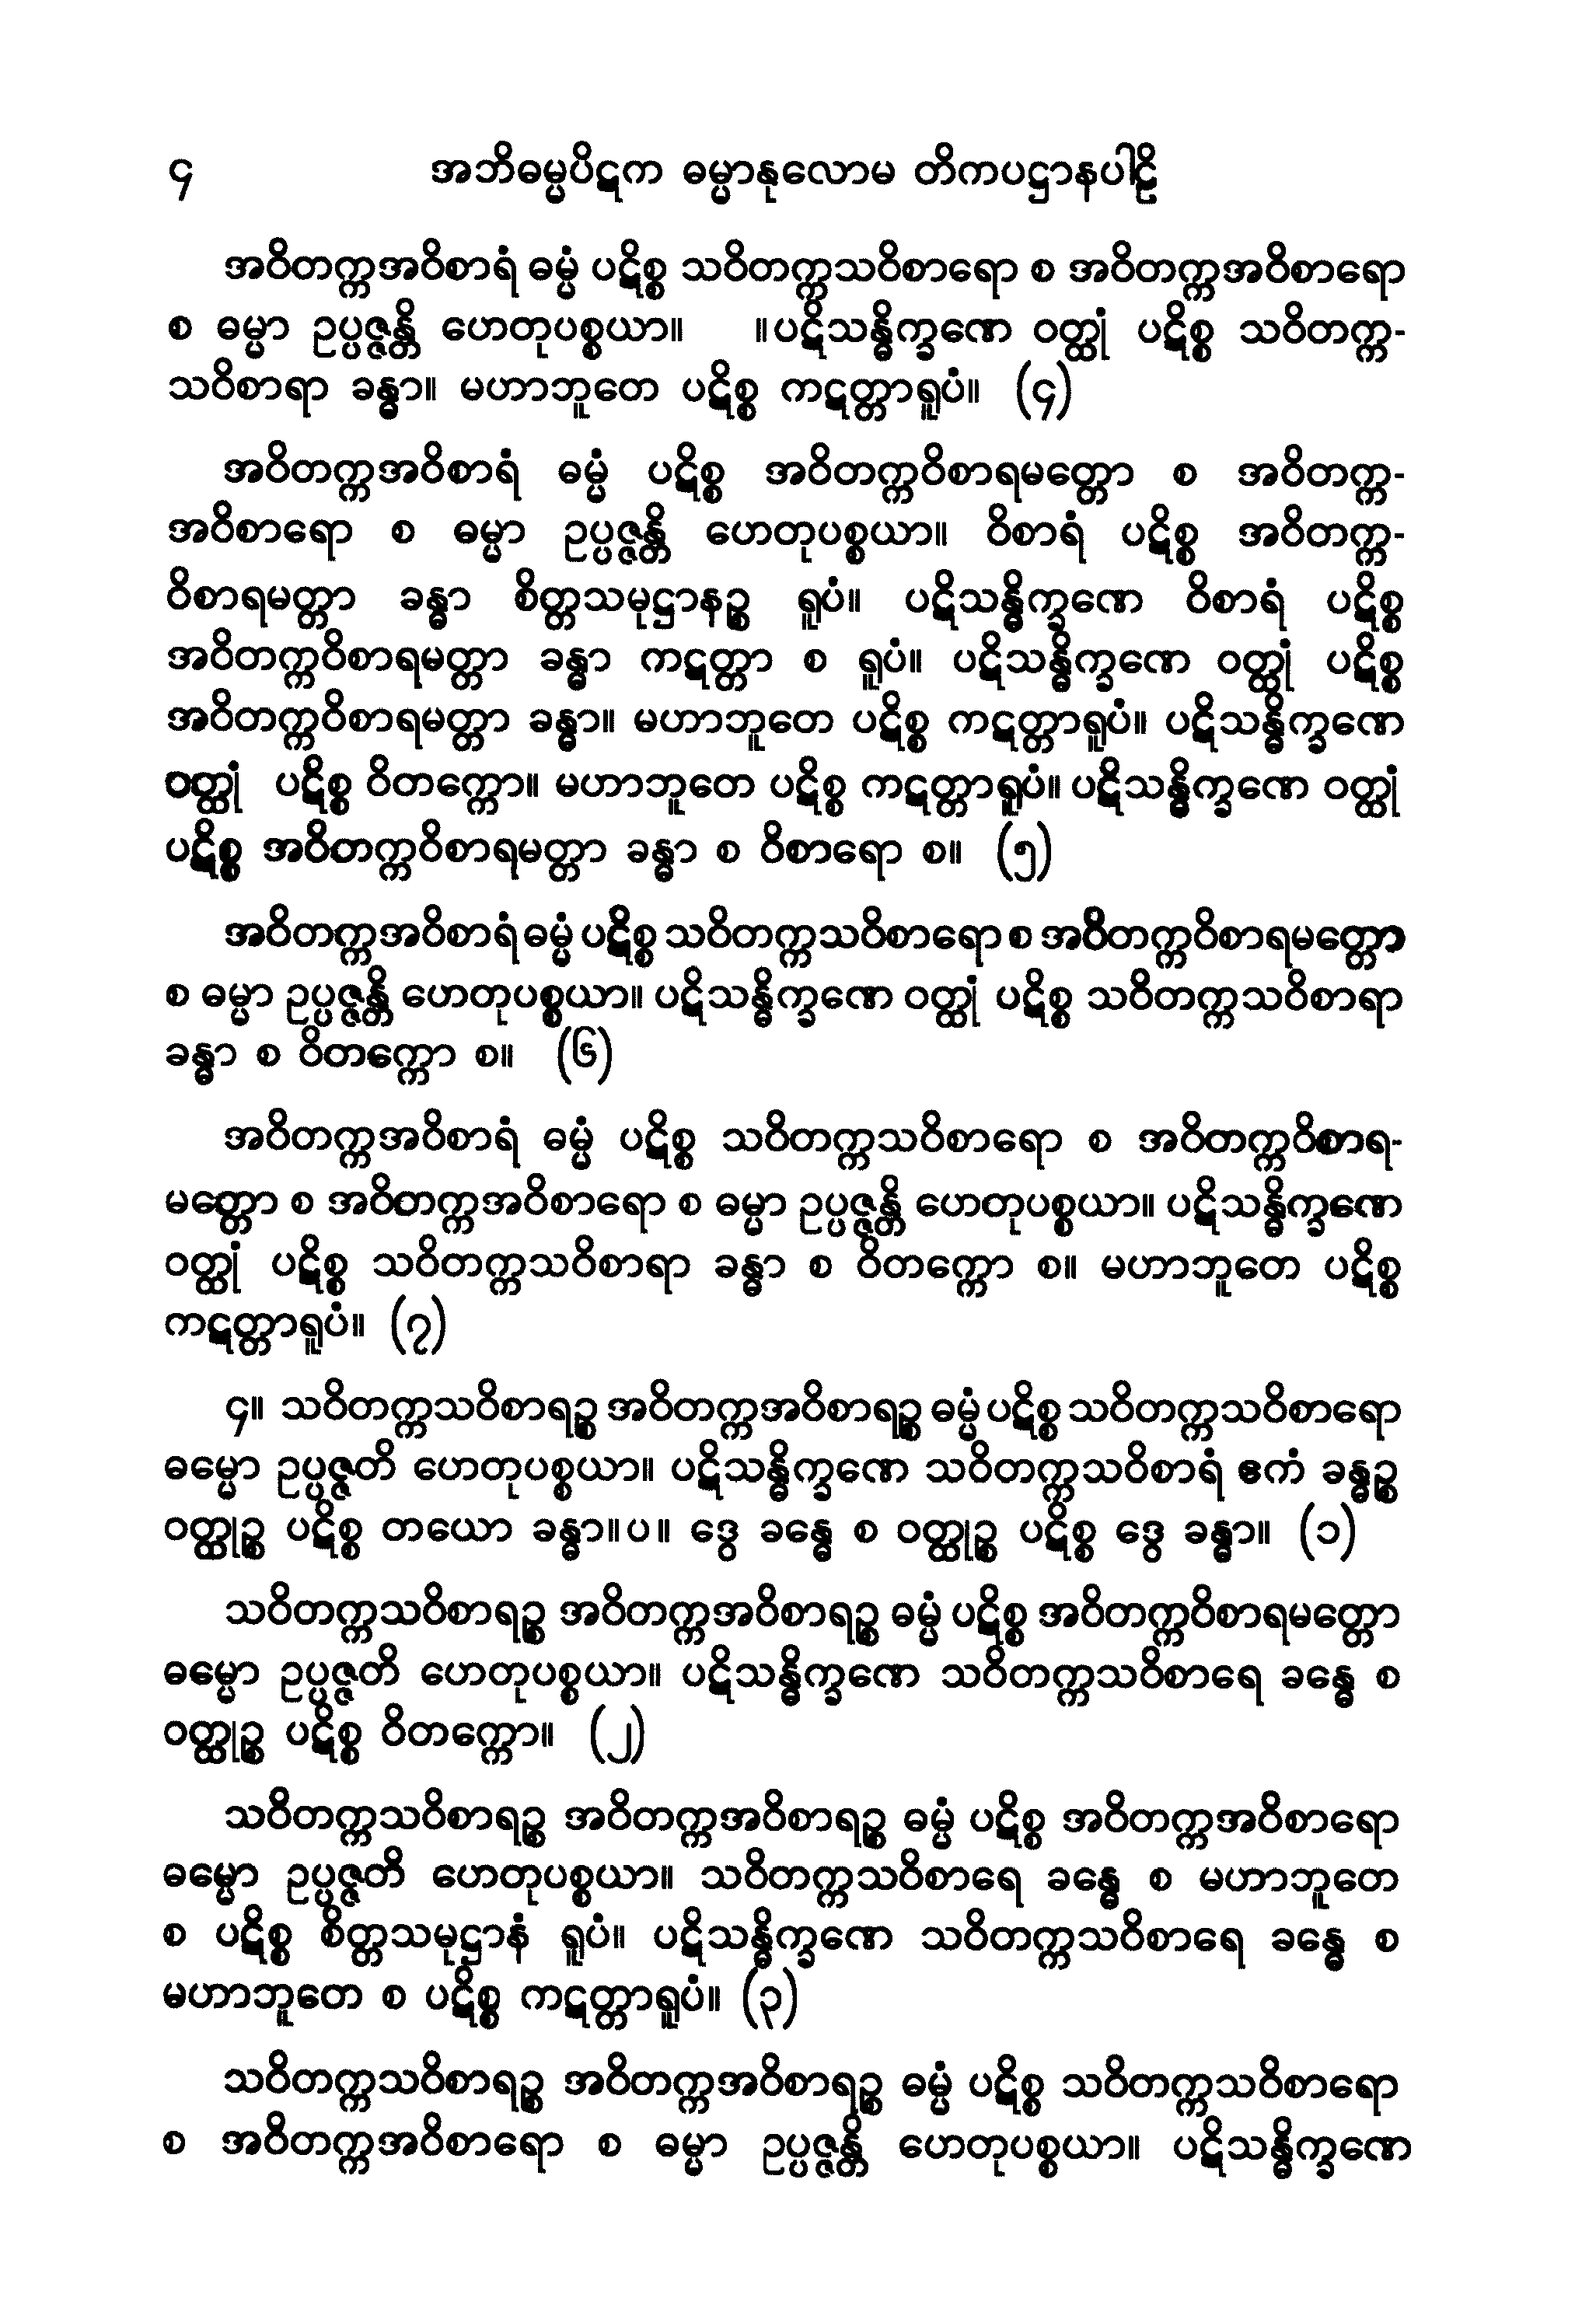 ၄ အဘိဓမ္မပိဋက ဓမ္မာနုလောမ တိကပဋ္ဌာနပါဠိ
အဝိတက္ကအဝိစာရံ ဓမ္မံ ပဋိစ္စ သဝိတက္ကသဝိစာရော စ အဝိတက္ကအဝိစာရော
စ ဓမ္မာ ဥပ္ပဇ္ဇန္တိ ဟေတုပစ္စယာ။ ။ပဋိသန္ဓိက္ခဏေ ဝတ္ထုံ ပဋိစ္စ သဝိတက္က-
သဝိစာရာ ခန္ဓာ။ မဟာဘူတေ ပဋိစ္စ ကဋတ္တာရူပံ။ (၄)
အဝိတက္ကအဝိစာရံ ဓမ္မံ ပဋိစ္စ အဝိတက္ကဝိစာရမတ္တော စ အဝိတက္က-
အဝိစာရော စ ဓမ္မာ ဥပ္ပဇ္ဇန္တိ ဟေတုပစ္စယာ။ ဝိစာရံ ပဋိစ္စ အဝိတက္က-
ဝိစာရမတ္တာ ခန္ဓာ စိတ္တသမုဋ္ဌာနဉ္စ ရူပံ။ ပဋိသန္ဓိက္ခဏေ ဝိစာရံ ပဋိစ္စ
အဝိတက္ကဝိစာရမတ္တာ ခန္ဓာ ကဋတ္တာ စ ရူပံ။ ပဋိသန္ဓိက္ခဏေ ဝတ္ထုံ ပဋိစ္စ
အဝိတက္ကဝိစာရမတ္တာ ခန္ဓာ။ မဟာဘူတေ ပဋိစ္စ ကဋတ္တာရူပံ။ ပဋိသန္ဓိက္ခဏေ
ဝတ္ထုံ ပဋိစ္စ ဝိတက္ကော။ မဟာဘူတေ ပဋိစ္စ ကဋတ္တာရူပံ။ ပဋိသန္ဓိက္ခဏေ ဝတ္ထုံ
ပဋိစ္စ အဝိတက္ကဝိစာရမတ္တာ ခန္ဓာ စ ဝိစာရော စ။ (၅)
အဝိတက္ကအဝိစာရံ ဓမ္မံ ပဋိစ္စ သဝိတက္ကသဝိစာရော စ အဝိတက္ကဝိစာရမတ္တော
စ ဓမ္မာ ဥပ္ပဇ္ဇန္တိ ဟေတုပစ္စယာ။ ပဋိသန္ဓိက္ခဏေ ဝတ္ထုံ ပဋိစ္စ သဝိတက္ကသဝိစာရာ
ခန္ဓာ စ ဝိတက္ကော စ။ (၆)
အဝိတက္ကအဝိစာရံ ဓမ္မံ ပဋိစ္စ သဝိတက္ကသဝိစာရော စ အဝိတက္ကဝိစာရ-
မတ္တော စ အဝိတက္ကအဝိစာရော စ ဓမ္မာ ဥပ္ပဇ္ဇန္တိ ဟေတုပစ္စယာ။ ပဋိသန္ဓိက္ခဏေ
ဝတ္ထုံ ပဋိစ္စ သဝိတက္ကသဝိစာရာ ခန္ဓာ စ ဝိတက္ကော စ။ မဟာဘူတေ ပဋိစ္စ
ကဋတ္တာရူပံ။ (၇)
၄။ သဝိတက္ကသဝိစာရဉ္စ အဝိတက္ကအဝိစာရဉ္စ ဓမ္မံ ပဋိစ္စ သဝိတက္ကသဝိစာရော
ဓမ္မော ဥပ္ပဇ္ဇတိ ဟေတုပစ္စယာ။ ပဋိသန္ဓိက္ခဏေ သဝိတက္ကသဝိစာရံ ဧကံ ခန္ဓဉ္စ
ဝတ္ထုဉ္စ ပဋိစ္စ တယော ခန္ဓာ။ပ။ ဒွေ ခန္ဓေ စ ဝတ္ထုဉ္စ ပဋိစ္စ ဒွေ ခန္ဓာ။ (၁)
သဝိတက္ကသဝိစာရဉ္စ အဝိတက္ကအဝိစာရဉ္စ ဓမ္မံ ပဋိစ္စ အဝိတက္ကဝိစာရမတ္တော
ဓမ္မော ဥပ္ပဇ္ဇတိ ဟေတုပစ္စယာ။ ပဋိသန္ဓိက္ခဏေ သဝိတက္ကသဝိစာရေ ခန္ဓေ စ
ဝတ္ထုဉ္စ ပဋိစ္စ ဝိတက္ကော။ (၂)
သဝိတက္ကသဝိစာရဉ္စ အဝိတက္ကအဝိစာရဉ္စ ဓမ္မံ ပဋိစ္စ အဝိတက္ကအဝိစာရော
ဓမ္မော ဥပ္ပဇ္ဇတိ ဟေတုပစ္စယာ။ သဝိတက္ကသဝိစာရေ ခန္ဓေ စ မဟာဘူတေ
စ ပဋိစ္စ စိတ္တသမုဋ္ဌာနံ ရူပံ။ ပဋိသန္ဓိက္ခဏေ သဝိတက္ကသဝိစာရေ ခန္ဓေ စ
မဟာဘူတေ စ ပဋိစ္စ ကဋတ္တာရူပံ။ (၃)
သဝိတက္ကသဝိစာရဉ္စ အဝိတက္ကအဝိစာရဉ္စ ဓမ္မံ ပဋိစ္စ သဝိတက္ကသဝိစာရော
စ အဝိတက္ကအဝိစာရော စ ဓမ္မာ ဥပ္ပဇ္ဇန္တိ ဟေတုပစ္စယာ။ ပဋိသန္ဓိက္ခဏေ